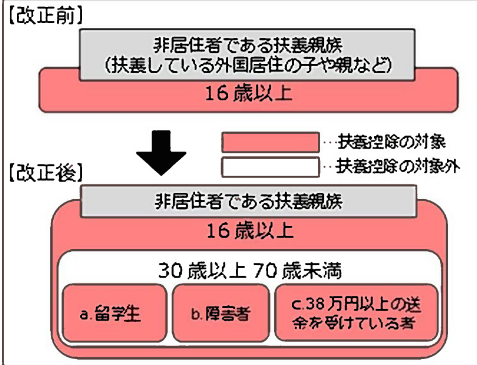 【改正前】
非居住者である扶養親族
(扶養している外国居住の子や親など)
16歳以上
…扶養控除の対象
…扶養控除の対象外
【改正後】
非居住者である扶養親族
16歳以上
30歳以上70歳未満
a.留学生
b.障害者
c.38万円以上の送
金を受けている者